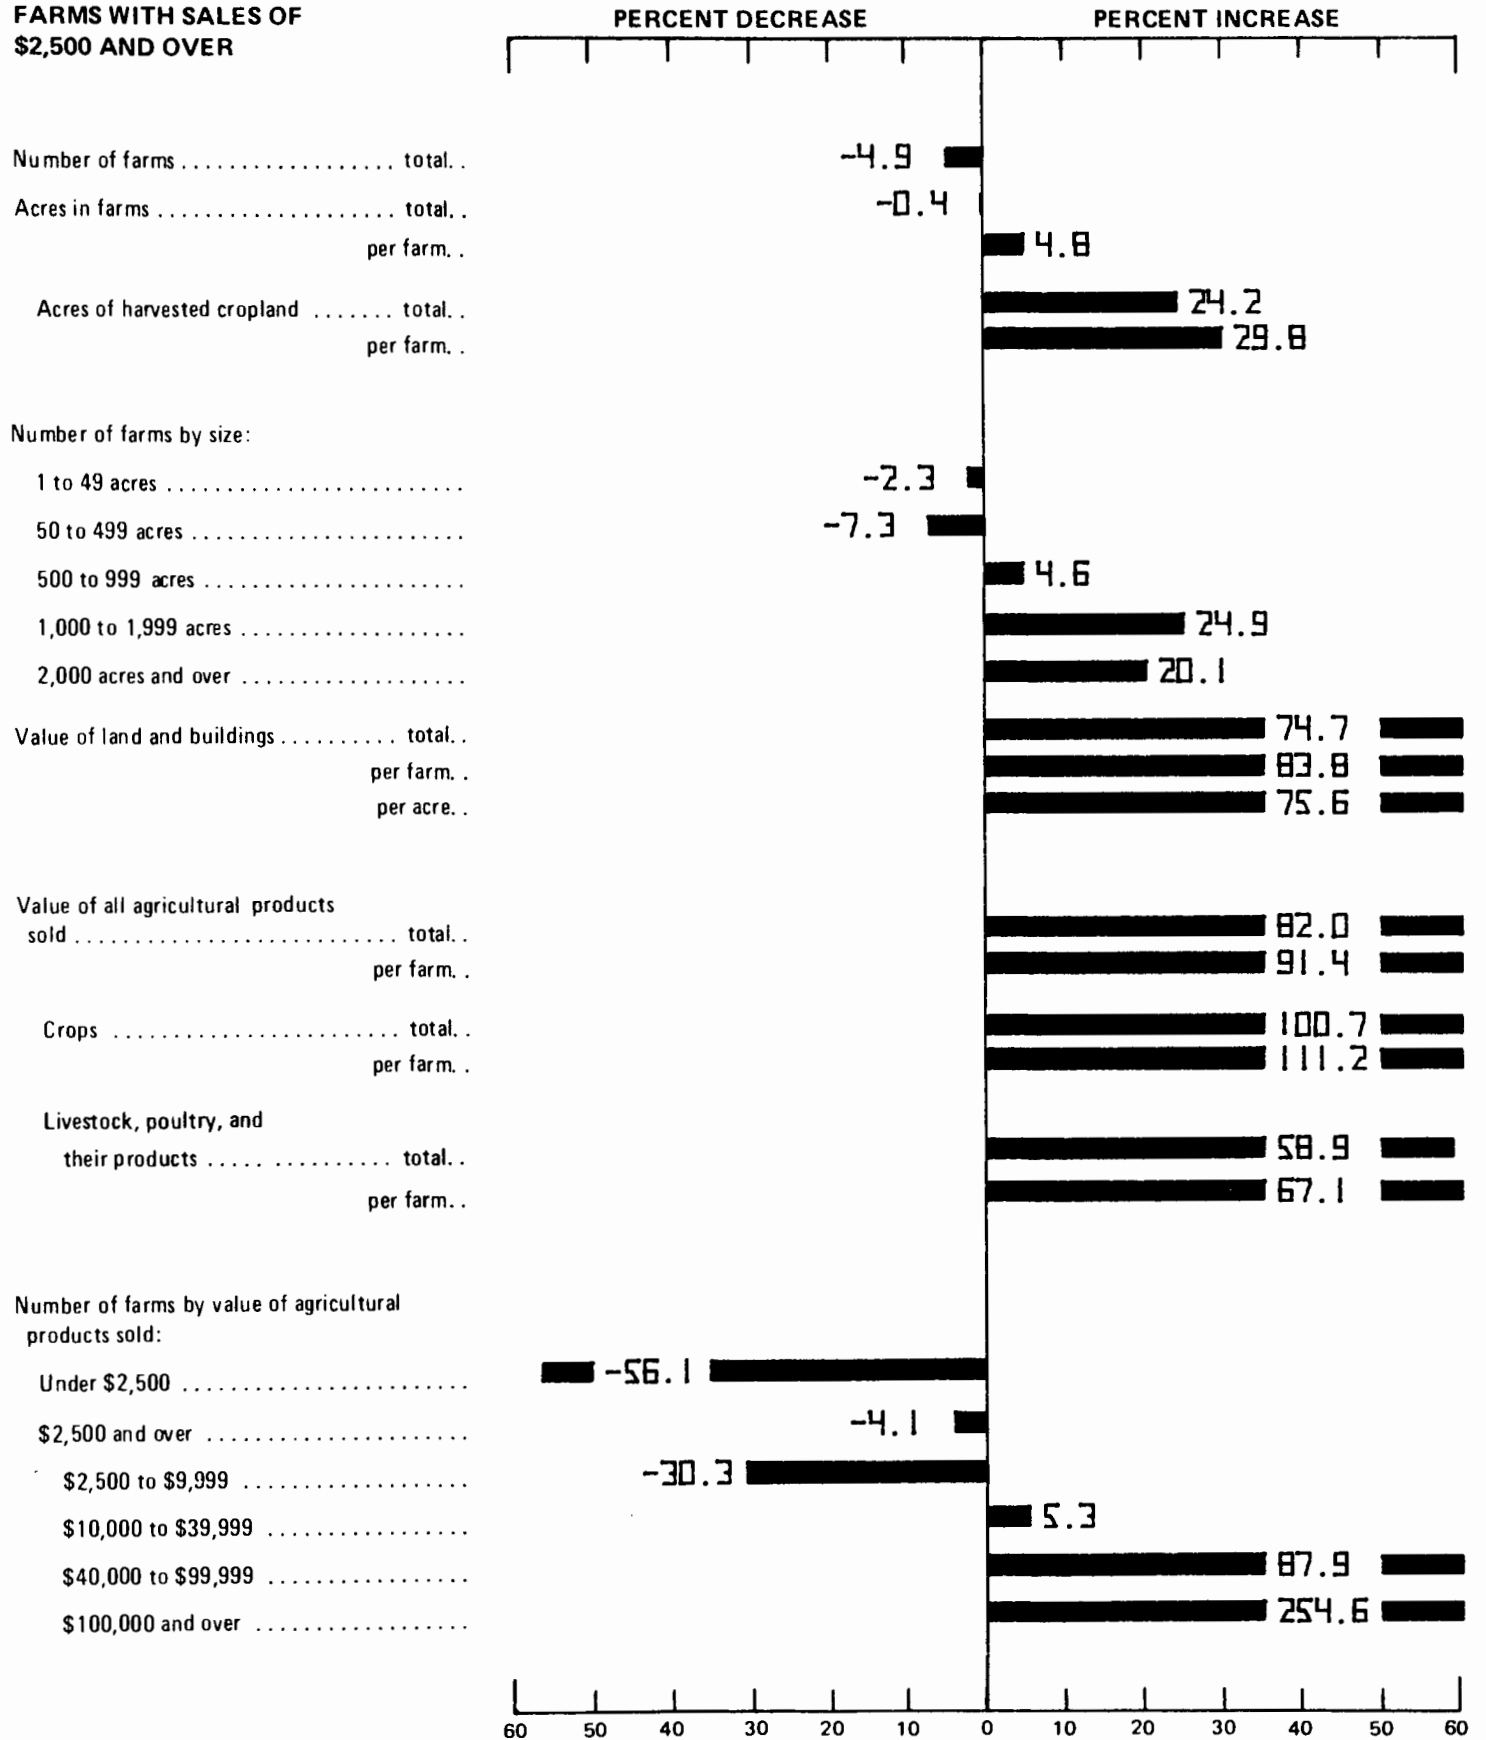 FARMS WITH SALES OF
$2,500 AND OVER
PERCENT DECREASE PERCENT INCREASE
Number of farms .................. total. . -4.9
Acres in farms .................... total. . -0.4
per farm. . 4.8
Acres of harvested cropland ....... total. . 24.2
per farm. . 29.8
Number of farms by size:
1 to 49 acres ......................... -2.3
50 to 499 acres ....................... -7.3
500 to 999 acres ...................... 4.6
1,000 to 1,999 acres ................... 24.9
2,000 acres and over ................... 20.1
Value of land and buildings .......... total. . 74.7
per farm. . 83.8
per acre. . 75.6
Value of all agricultural products
sold ........................... total. . 82.0
per farm. . 91.4
Crops ........................ total. . 100.7
per farm. . 111.2
Livestock, poultry, and
their products ..... .......... total. . 58.9
per farm. . 67.1
Number of farms by value of agricultural
products sold:
Under $2,500 ........................ -56.1
$2,500 and over ...................... -4.1
$2,500 to $9,999 ................... -30.3
$10,000 to $39,999 ................. 5.3
$40,000 to $99,999 ................. 87.9
$100,000 and over .................. 254.6
60 50 40 30 20 10 0 10 20 30 40 50 60